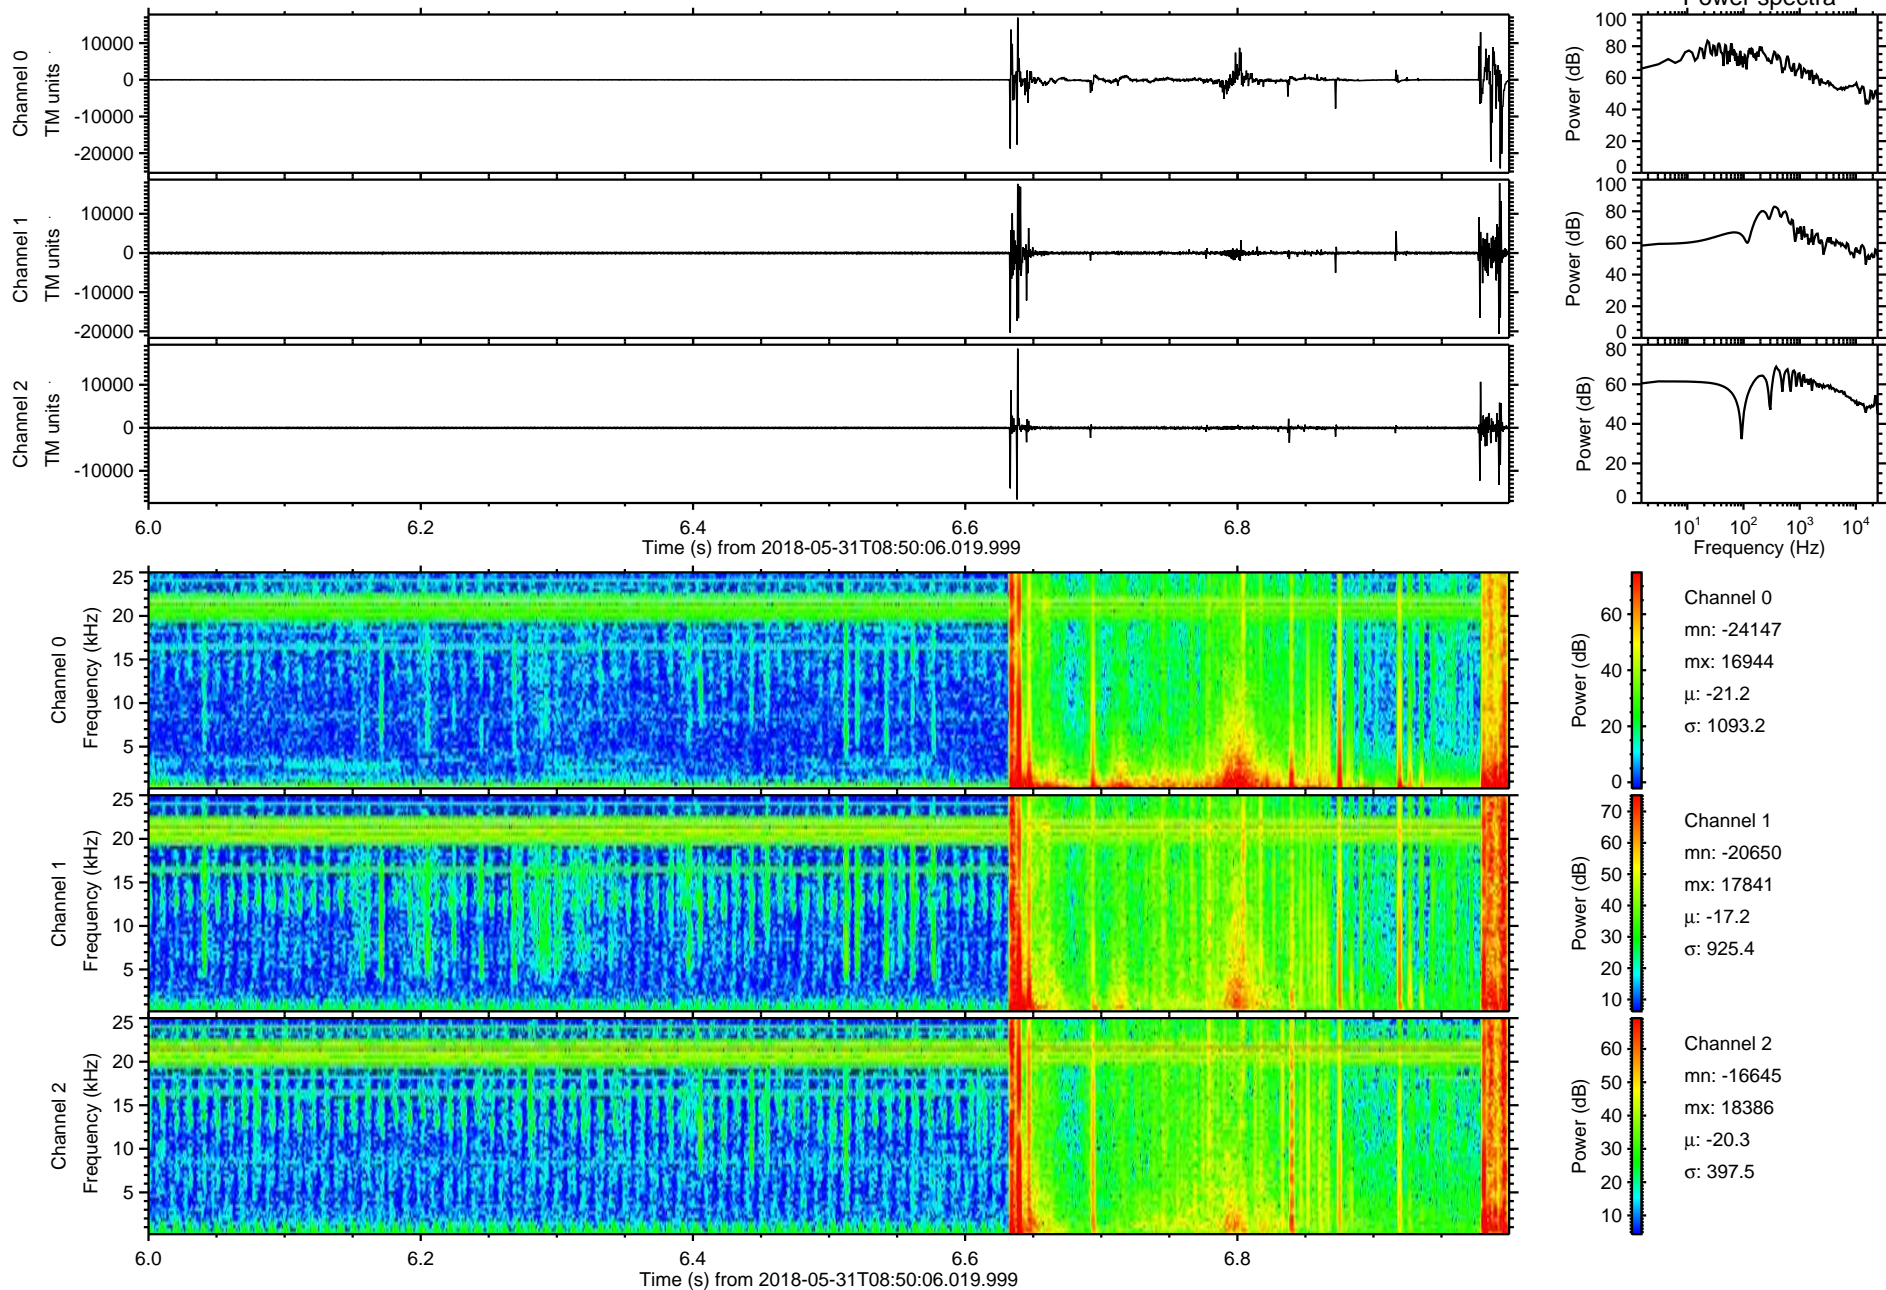 Power spectra
Channel 0
TM units
10000
0
-10000
-20000
Power (dB)
100
80
60
40
20
0
Channel 1
TM units
10000
0
-10000
-20000
Power (dB)
100
80
60
40
20
0
Channel 2
TM units
10000
0
-10000
Power (dB)
80
60
40
20
0
6.0 6.2 6.4 6.6 6.8
Time (s) from 2018-05-31T08:50:06.019.999
10^1 10^2 10^3 10^4
Frequency (Hz)
Channel 0
Frequency (kHz)
25
20
15
10
5
Power (dB)
60
40
20
0
Channel 0
mn: -24147
mx: 16944
μ: -21.2
σ: 1093.2
Channel 1
Frequency (kHz)
25
20
15
10
5
Power (dB)
70
60
50
40
30
20
10
Channel 1
mn: -20650
mx: 17841
μ: -17.2
σ: 925.4
Channel 2
Frequency (kHz)
25
20
15
10
5
Power (dB)
60
50
40
30
20
10
Channel 2
mn: -16645
mx: 18386
μ: -20.3
σ: 397.5
6.0 6.2 6.4 6.6 6.8
Time (s) from 2018-05-31T08:50:06.019.999